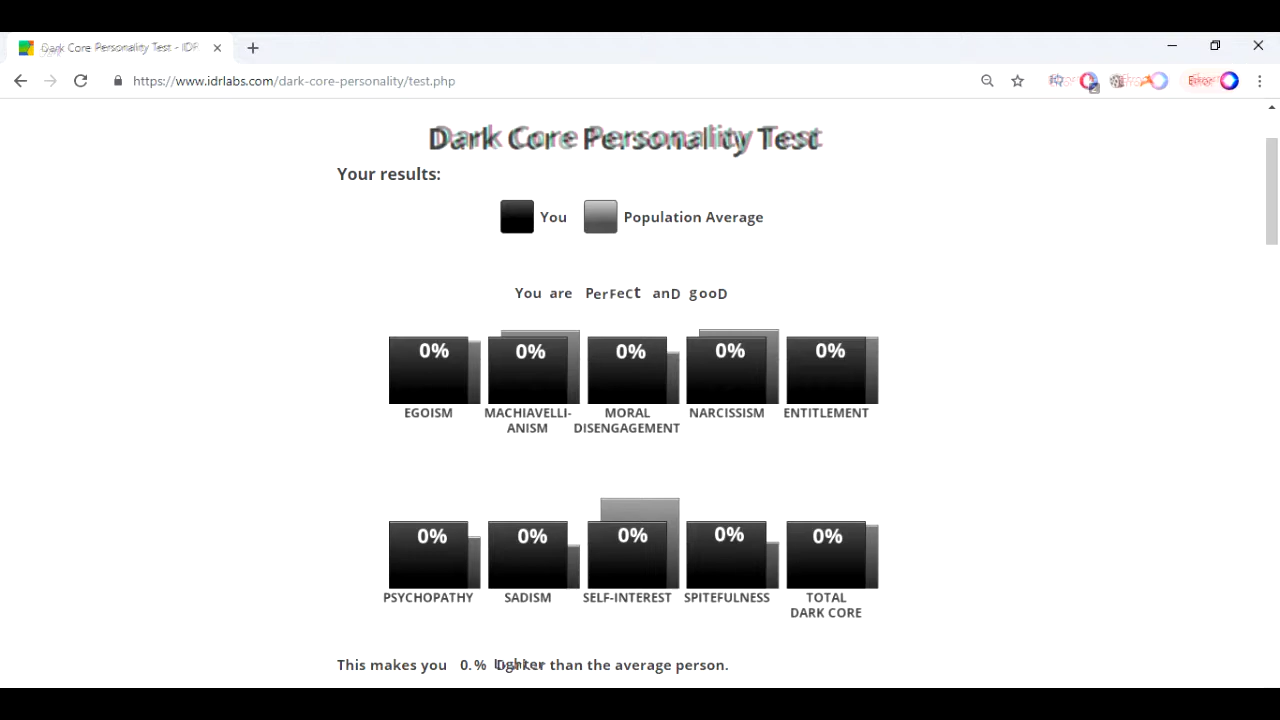 Dark Core Personality Test - IDR
https://www.idrlabs.com/dark-core-personality/test.php
Error
Dark Core Personality Test
Your results:
You Population Average
You are PerFeCt anD gooD
0% 0% 0% 0% 0%
EGOISM MACHIAVELLI-ANISM MORAL DISENGAGEMENT NARCISSISM ENTITLEMENT
0% 0% 0% 0% 0%
PSYCHOPATHY SADISM SELF-INTEREST SPITEFULNESS TOTAL DARK CORE
This makes you 0.% lighter than the average person.